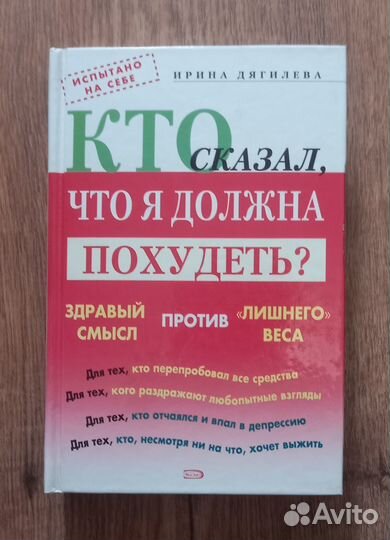 ИСПЫТАНО
НА СЕБЕ
ИРИНА ДЯГИЛЕВА
КТО
СКАЗАЛ,
ЧТО Я ДОЛЖНА
ПОХУДЕТЬ?
ЗДРАВЫЙ
СМЫСЛ
ПРОТИВ
«ЛИШНЕГО»
ВЕСА
Для тех, кто перепробовал все средства
Для тех, кого раздражают любопытные взгляды
Для тех, кто отчаялся и впал в депрессию
Для тех, кто, несмотря ни на что, хочет выжить
Avito